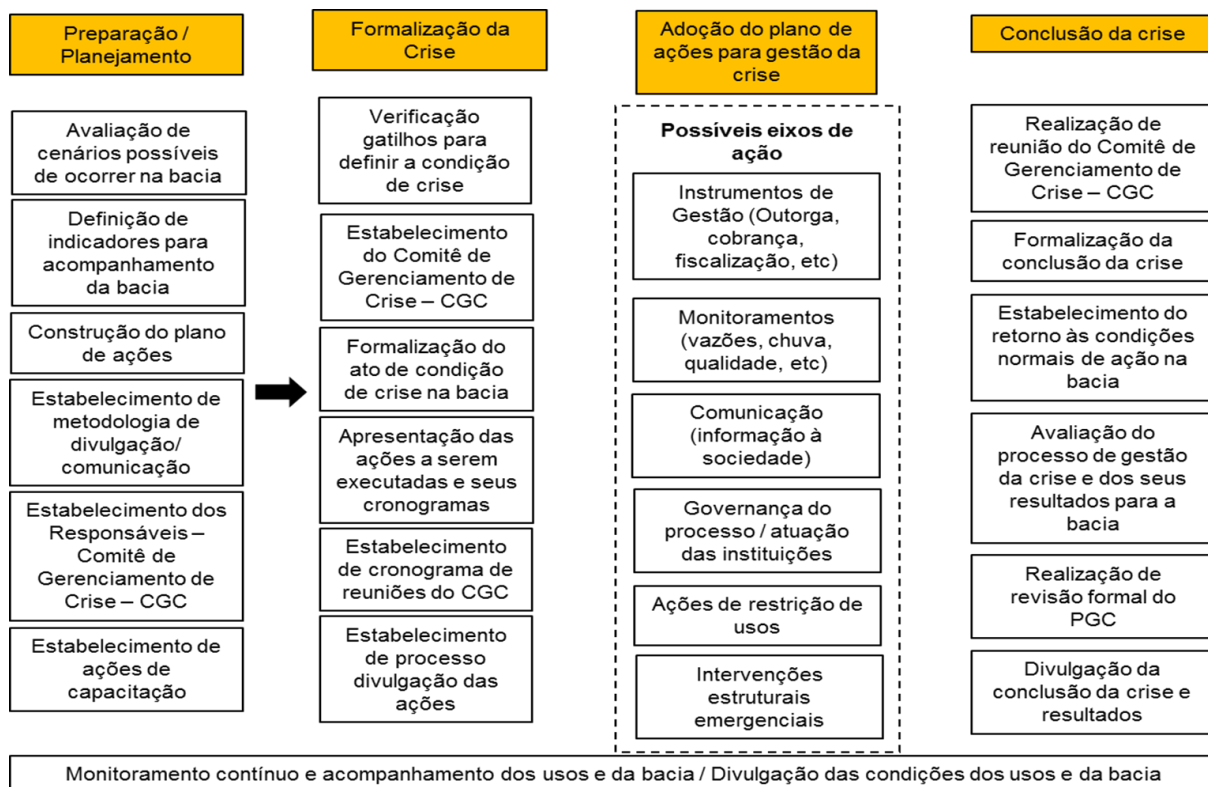 Preparação /
Planejamento
Avaliação de
cenários possíveis
de ocorrer na bacia
Definição de
indicadores para
acompanhamento
da bacia
Construção do plano
de ações
Estabelecimento de
metodologia de
divulgação/
comunicação
Estabelecimento dos
Responsáveis –
Comitê de
Gerenciamento de
Crise – CGC
Estabelecimento de
ações de
capacitação
Formalização da
Crise
Verificação
gatilhos para
definir a condição
de crise
Estabelecimento
do Comitê de
Gerenciamento de
Crise – CGC
Formalização do
ato de condição
de crise na bacia
Apresentação das
ações a serem
executadas e seus
cronogramas
Estabelecimento
de cronograma de
reuniões do CGC
Estabelecimento
de processo
divulgação das
ações
Adoção do plano de
ações para gestão da
crise
Possíveis eixos de
ação
Instrumentos de
Gestão (Outorga,
cobrança,
fiscalização, etc)
Monitoramentos
(vazões, chuva,
qualidade, etc)
Comunicação
(informação à
sociedade)
Governança do
processo / atuação
das instituições
Ações de restrição de
usos
Intervenções
estruturais
emergenciais
Conclusão da crise
Realização de
reunião do Comitê de
Gerenciamento de
Crise – CGC
Formalização da
conclusão da crise
Estabelecimento do
retorno às condições
normais de ação na
bacia
Avaliação do
processo de gestão
da crise e dos seus
resultados para a
bacia
Realização de
revisão formal do
PGC
Divulgação da
conclusão da crise e
resultados
Monitoramento contínuo e acompanhamento dos usos e da bacia / Divulgação das condições dos usos e da bacia